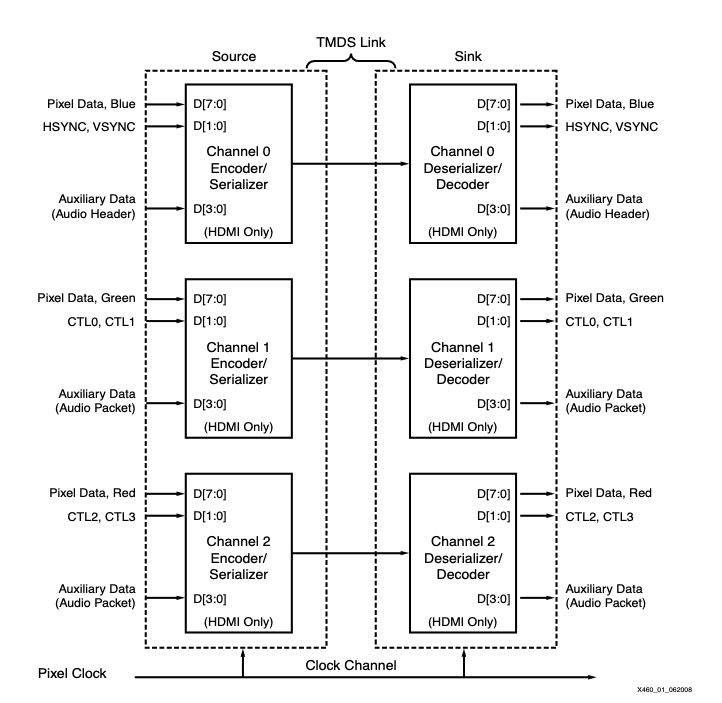 TMDS Link
Source
Sink
Pixel Data, Blue
D[7:0]
D[7:0]
Pixel Data, Blue
HSYNC, VSYNC
D[1:0]
D[1:0]
HSYNC, VSYNC
Channel 0
Encoder/
Serializer
Channel 0
Deserializer/
Decoder
Auxiliary Data
(Audio Header)
D[3:0]
(HDMI Only)
D[3:0]
(HDMI Only)
Auxiliary Data
(Audio Header)
Pixel Data, Green
D[7:0]
D[7:0]
Pixel Data, Green
CTL0, CTL1
D[1:0]
D[1:0]
CTL0, CTL1
Channel 1
Encoder/
Serializer
Channel 1
Deserializer/
Decoder
Auxiliary Data
(Audio Packet)
D[3:0]
(HDMI Only)
D[3:0]
(HDMI Only)
Auxiliary Data
(Audio Packet)
Pixel Data, Red
D[7:0]
D[7:0]
Pixel Data, Red
CTL2, CTL3
D[1:0]
D[1:0]
CTL2, CTL3
Channel 2
Encoder/
Serializer
Channel 2
Deserializer/
Decoder
Auxiliary Data
(Audio Packet)
D[3:0]
(HDMI Only)
D[3:0]
(HDMI Only)
Auxiliary Data
(Audio Packet)
Pixel Clock
Clock Channel
X460_01_062008